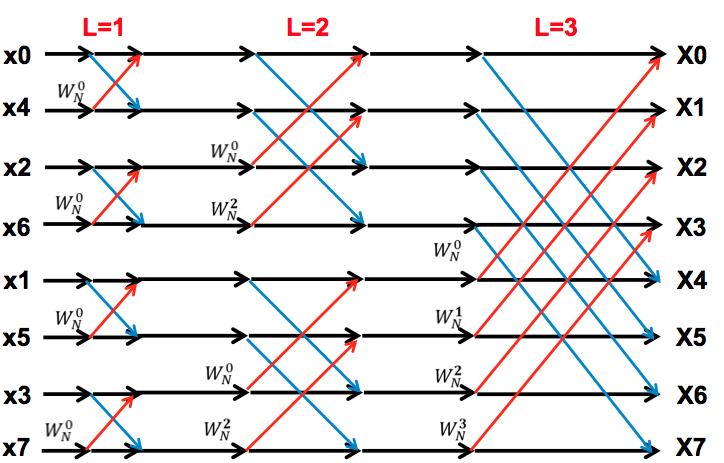 L=1 L=2 L=3
x0 X0
W_N^0
x4 X1
W_N^0
x2 X2
W_N^0 W_N^2
x6 X3
W_N^0
x1 X4
W_N^0 W_N^1
x5 X5
W_N^0 W_N^2
x3 X6
W_N^0 W_N^2 W_N^3
x7 X7